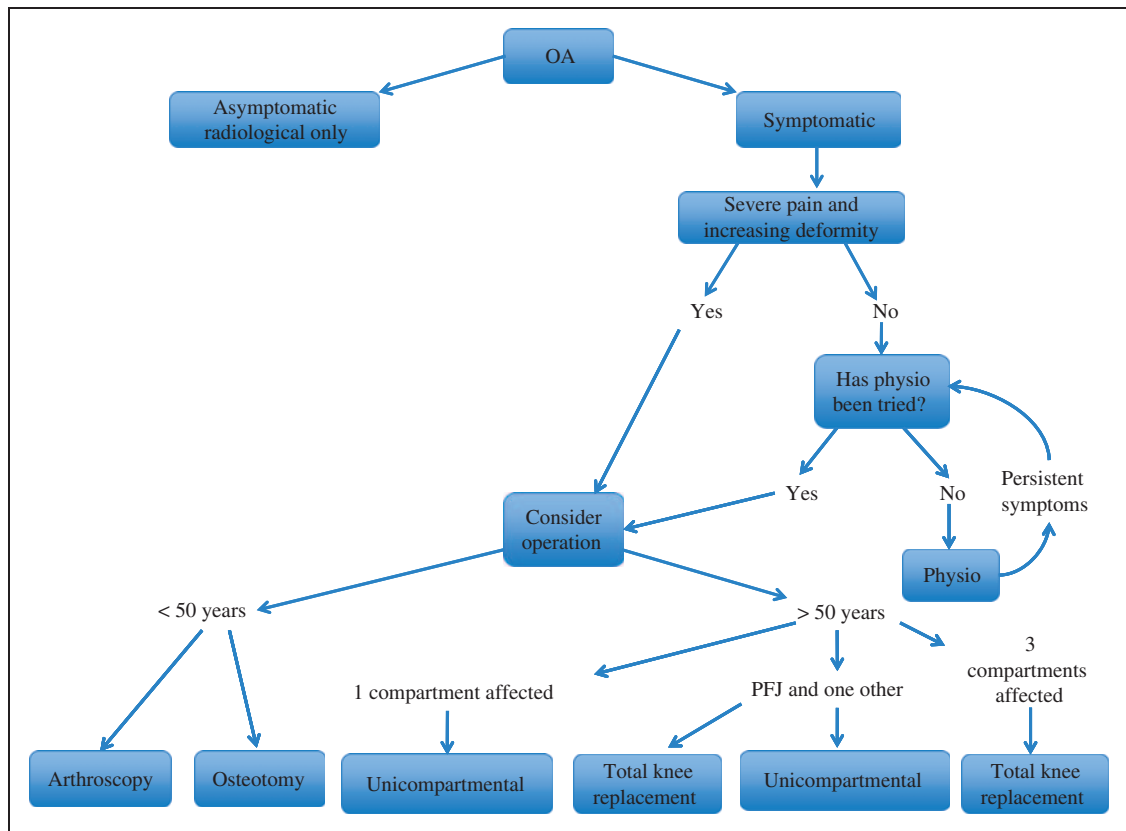 OA
Asymptomatic
radiological only
Symptomatic
Severe pain and
increasing deformity
Yes
No
Has physio
been tried?
Yes
No
Persistent
symptoms
Consider
operation
Physio
< 50 years
> 50 years
1 compartment affected
PFJ and one other
3
compartments
affected
Arthroscopy
Osteotomy
Unicompartmental
Total knee
replacement
Unicompartmental
Total knee
replacement